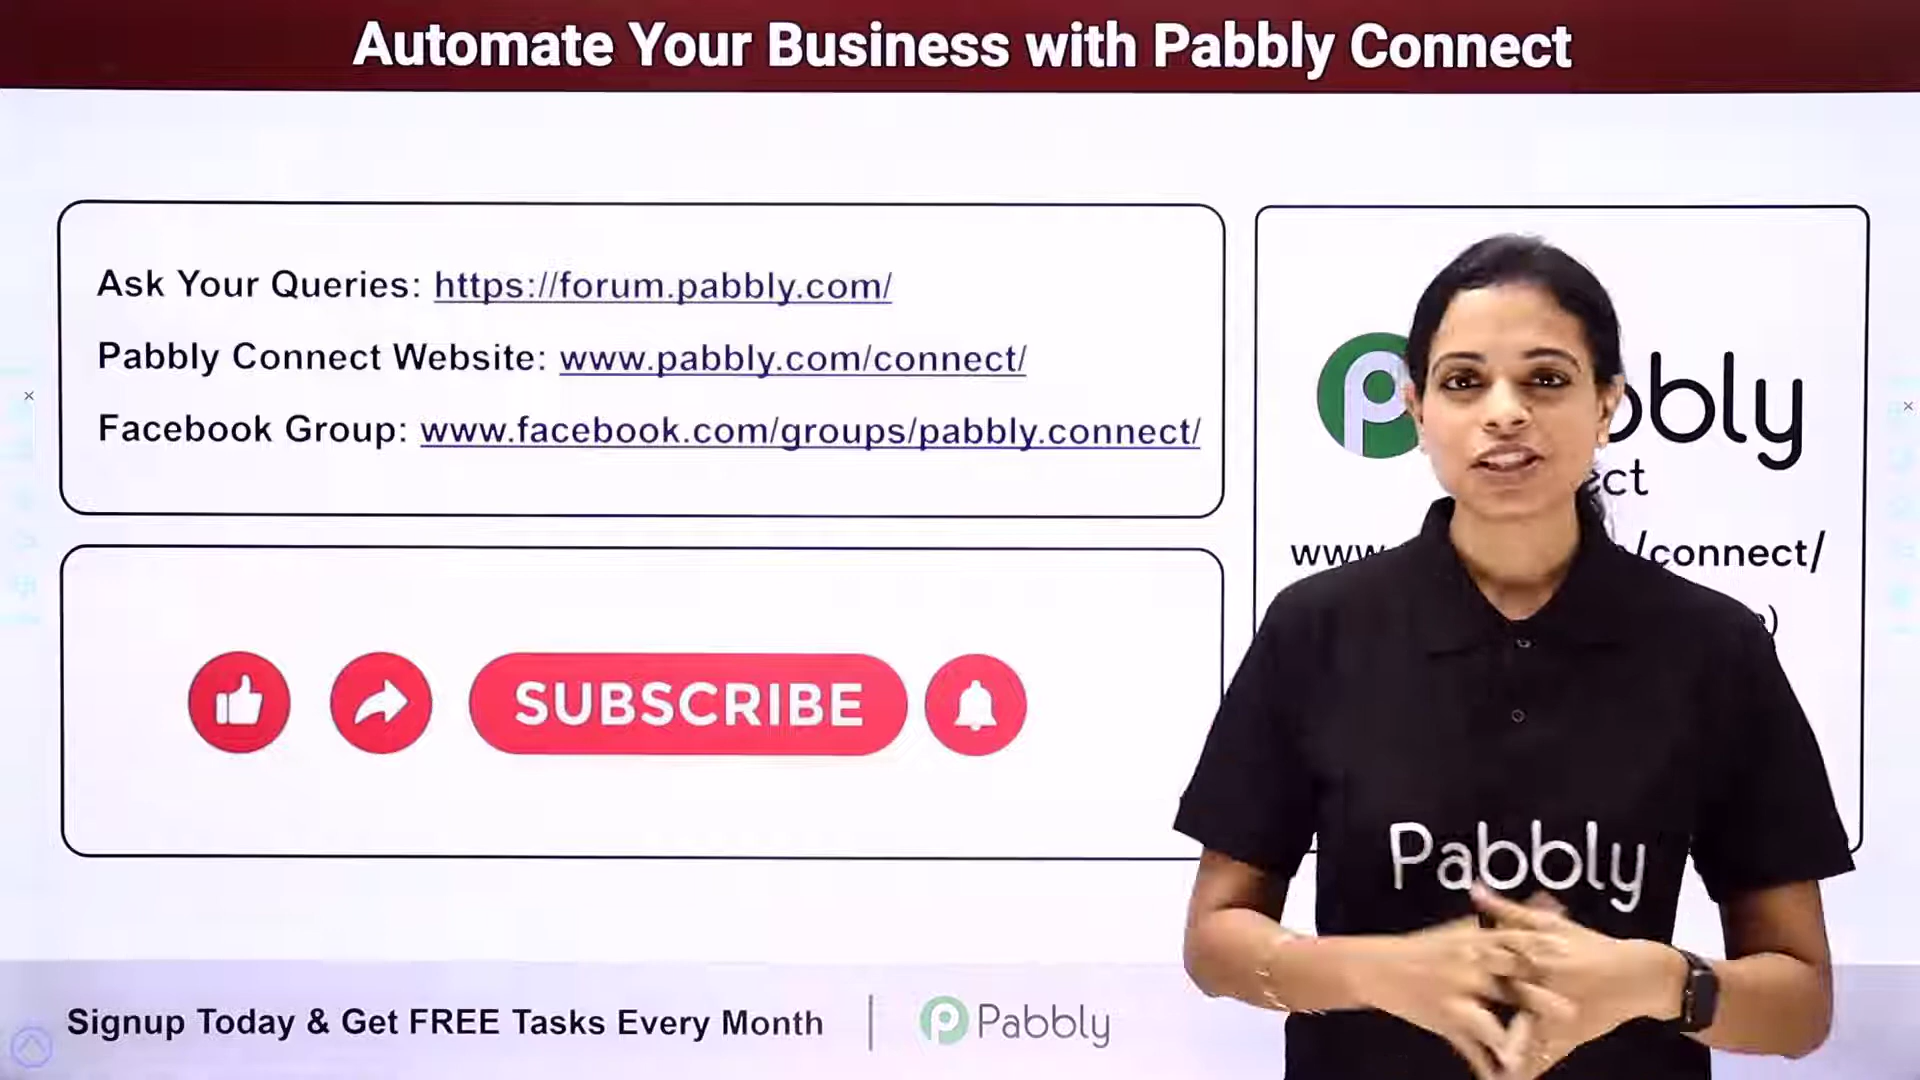 Automate Your Business with Pabbly Connect
Ask Your Queries: https://forum.pabbly.com/
Pabbly Connect Website: www.pabbly.com/connect/
Facebook Group: www.facebook.com/groups/pabbly.connect/
bbly
ct
www. /connect/
SUBSCRIBE
Pabbly
Signup Today & Get FREE Tasks Every Month
Pabbly